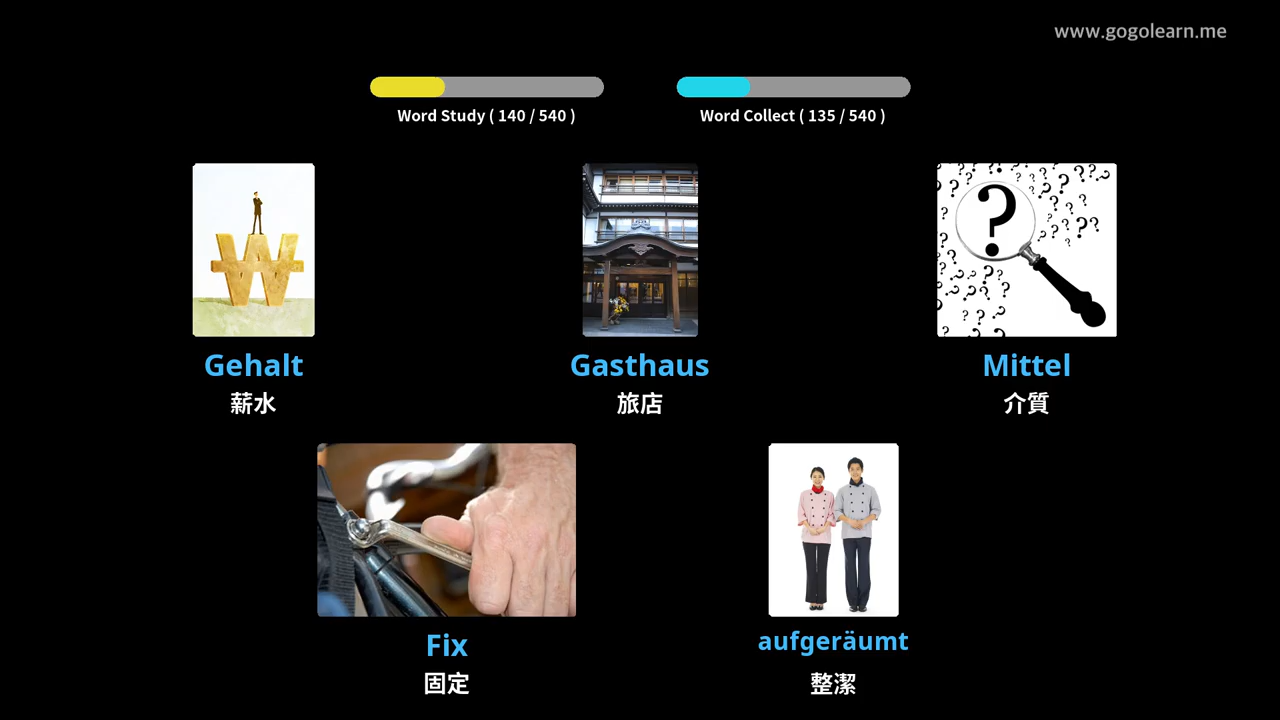 www.gogolearn.me
Word Study ( 140 / 540 )
Word Collect ( 135 / 540 )
Gehalt
薪水
Gasthaus
旅店
Mittel
介質
Fix
固定
aufgeräumt
整潔